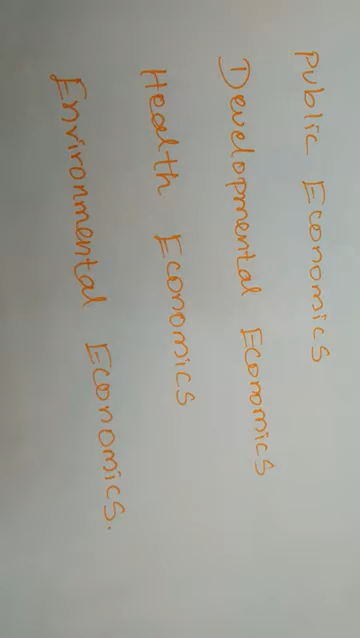 Public Economics
Developmental Economics
Health Economics
Environmental Economics.